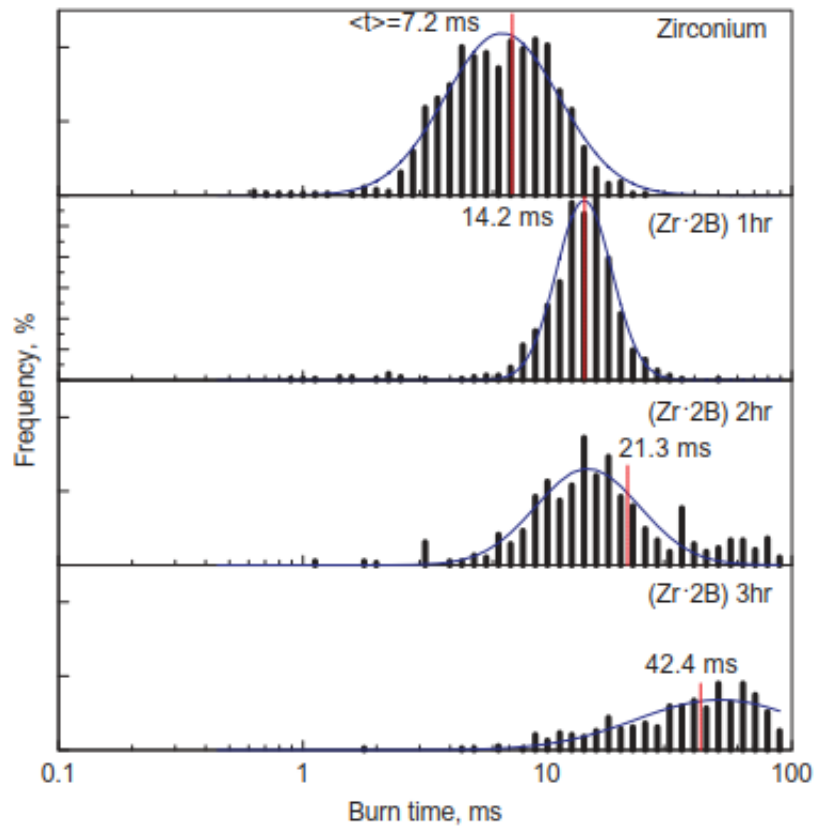 <t>=7.2 ms
Zirconium
14.2 ms
(Zr·2B) 1hr
(Zr·2B) 2hr
21.3 ms
(Zr·2B) 3hr
42.4 ms
Frequency, %
0.1 1 10 100
Burn time, ms